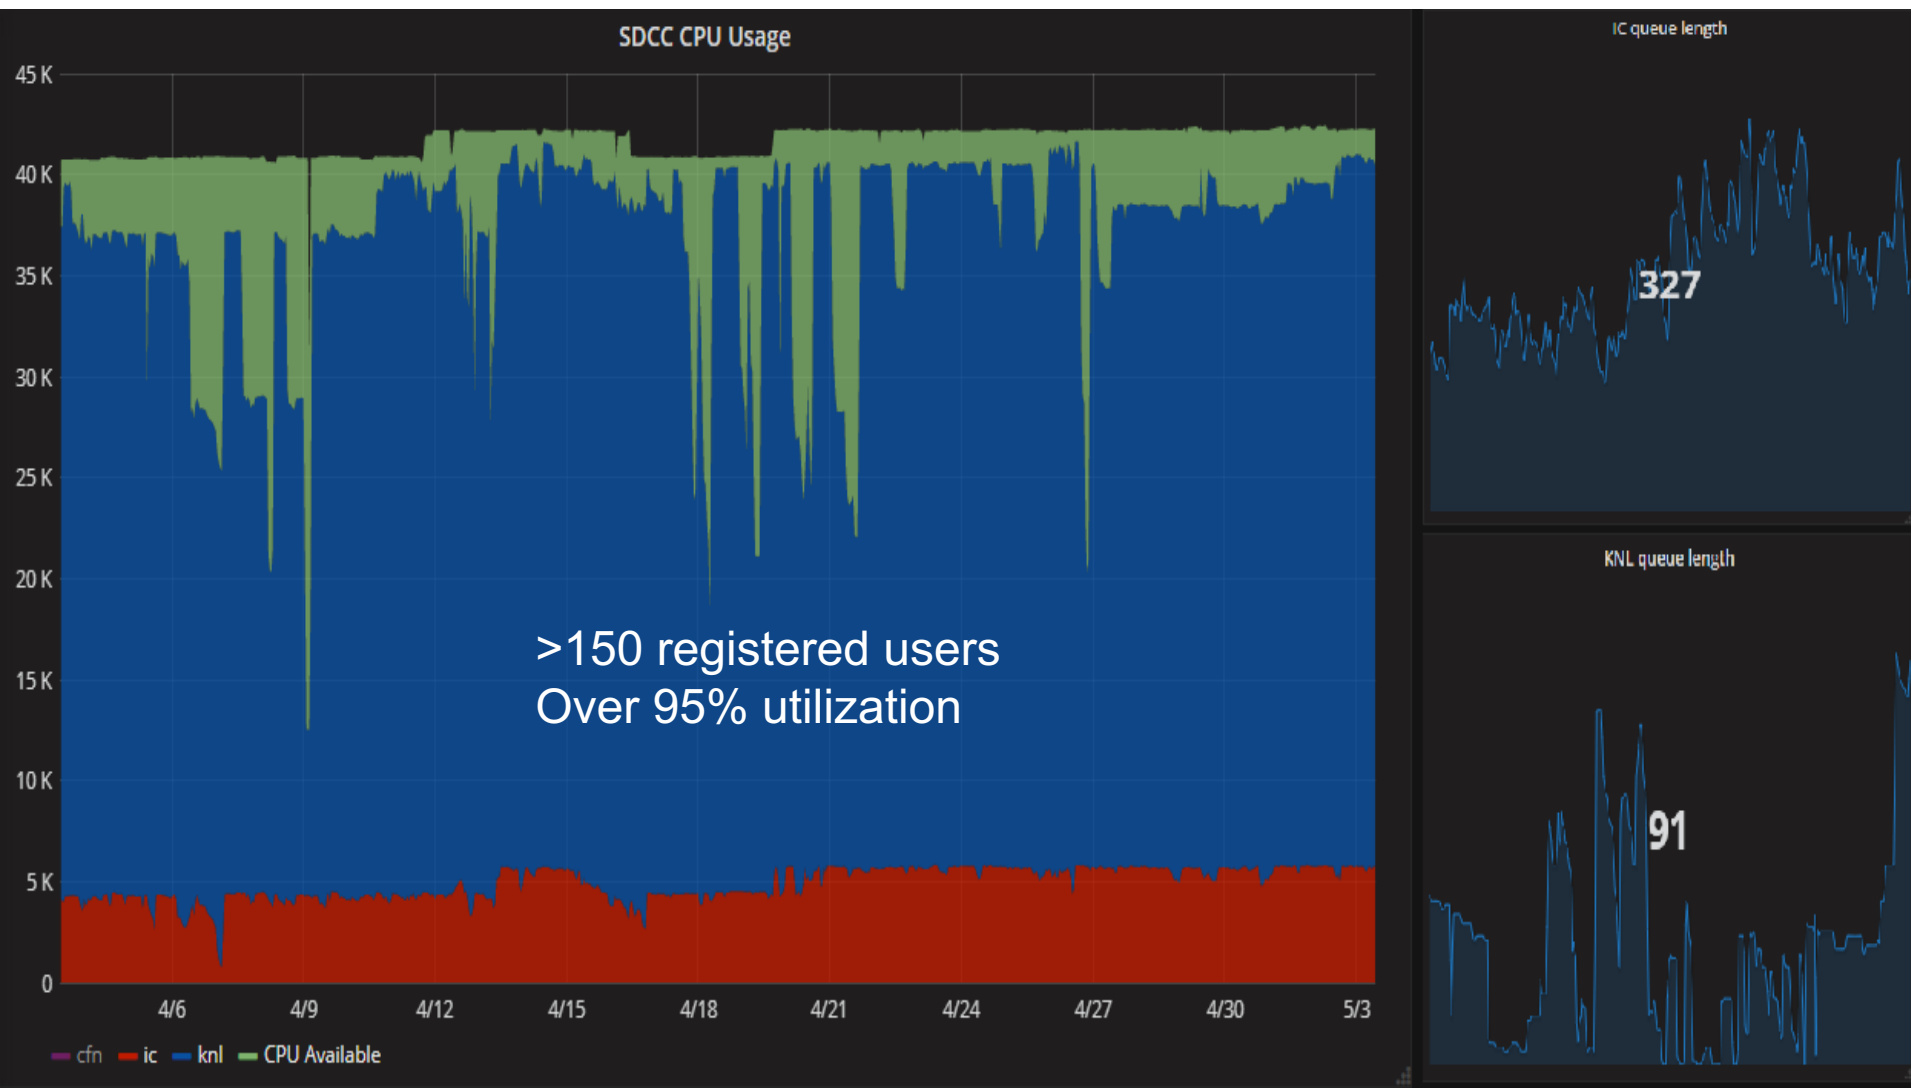 SDCC CPU Usage
45 K
40 K
35 K
30 K
25 K
20 K
15 K
10 K
5 K
0
>150 registered users
Over 95% utilization
4/6 4/9 4/12 4/15 4/18 4/21 4/24 4/27 4/30 5/3
cfn ic knl CPU Available
IC queue length
327
KNL queue length
91